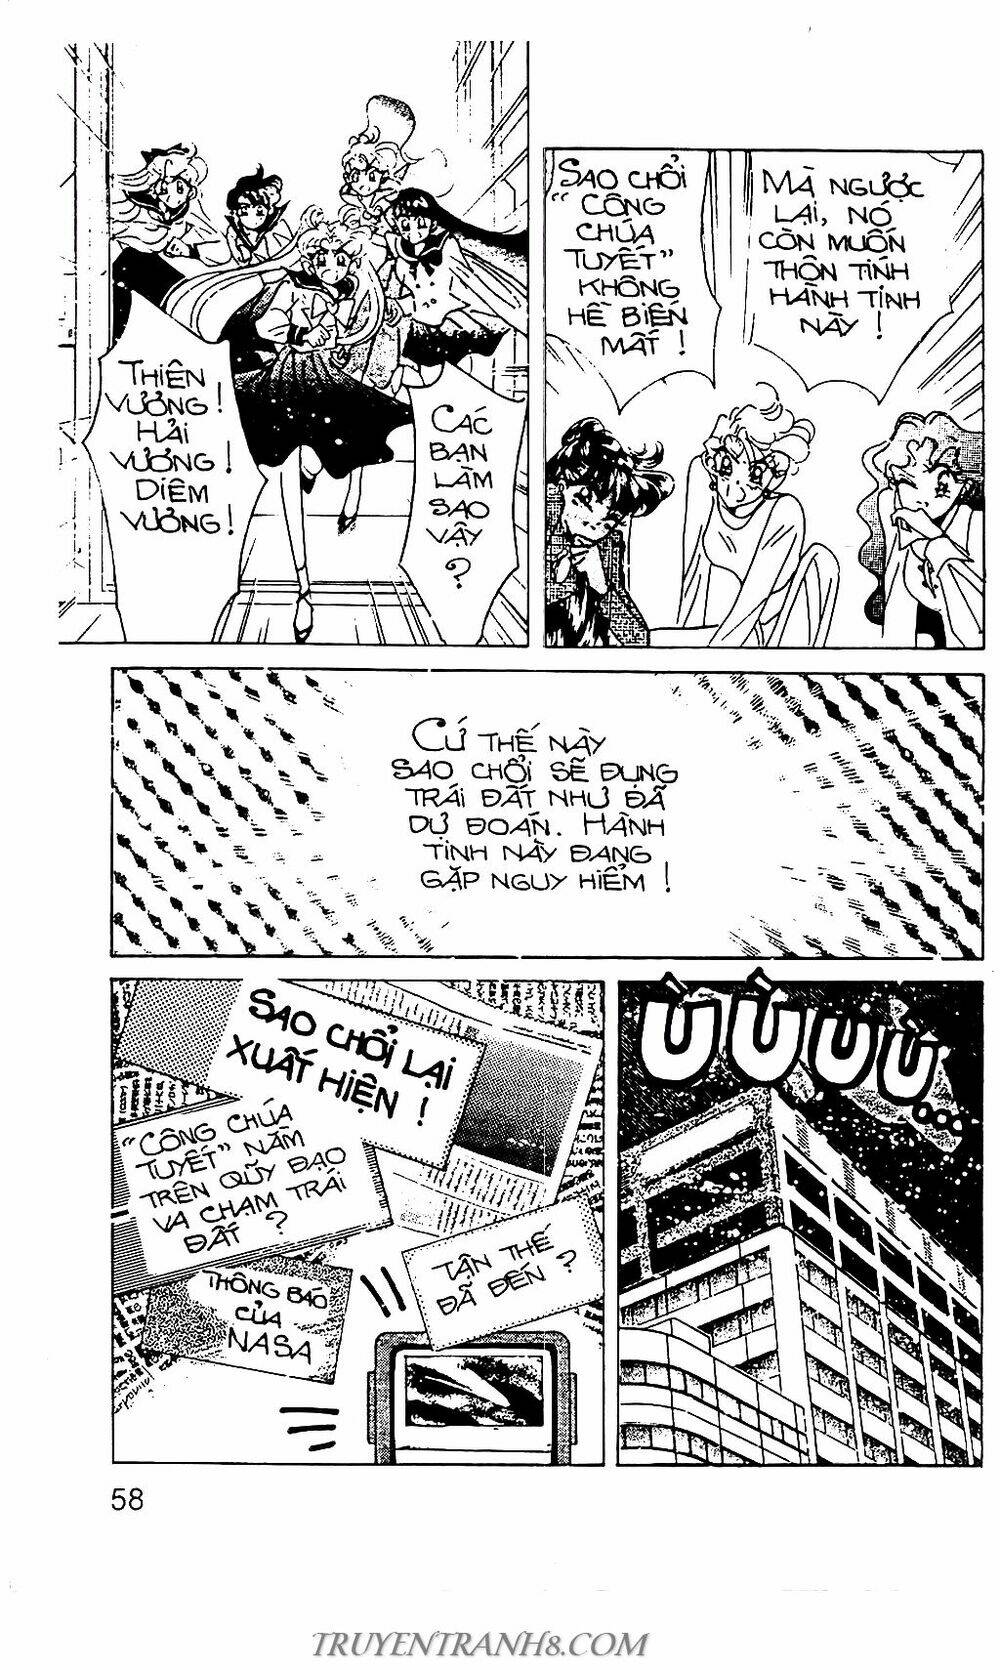 THIÊN
VƯƠNG!
HẢI
VƯƠNG!
DIÊM
VƯƠNG!
CÁC
BẠN
LÀM
SAO
VẬY
?
SAO CHỔI
"CÔNG
CHÚA
TUYẾT"
KHÔNG
HỀ BIẾN
MẤT!
MÀ NGƯỢC
LẠI, NÓ
CÒN MUỐN
THÔN TÍNH
HÀNH TINH
NÀY!
CỨ THẾ NÀY
SAO CHỔI SẼ ĐỤNG
TRÁI ĐẤT NHƯ ĐÃ
DỰ ĐOÁN. HÀNH
TINH NÀY ĐANG
GẶP NGUY HIỂM!
SAO CHỔI LẠI
XUẤT HIỆN!
"CÔNG CHÚA
TUYẾT" NẰM
TRÊN QUỸ ĐẠO
VA CHẠM TRÁI
ĐẤT?
TẬN THẾ
ĐÃ ĐẾN?
THÔNG BÁO
CỦA
NASA
Ù Ù Ù Ù...
58
TRUYENTRANH8.COM